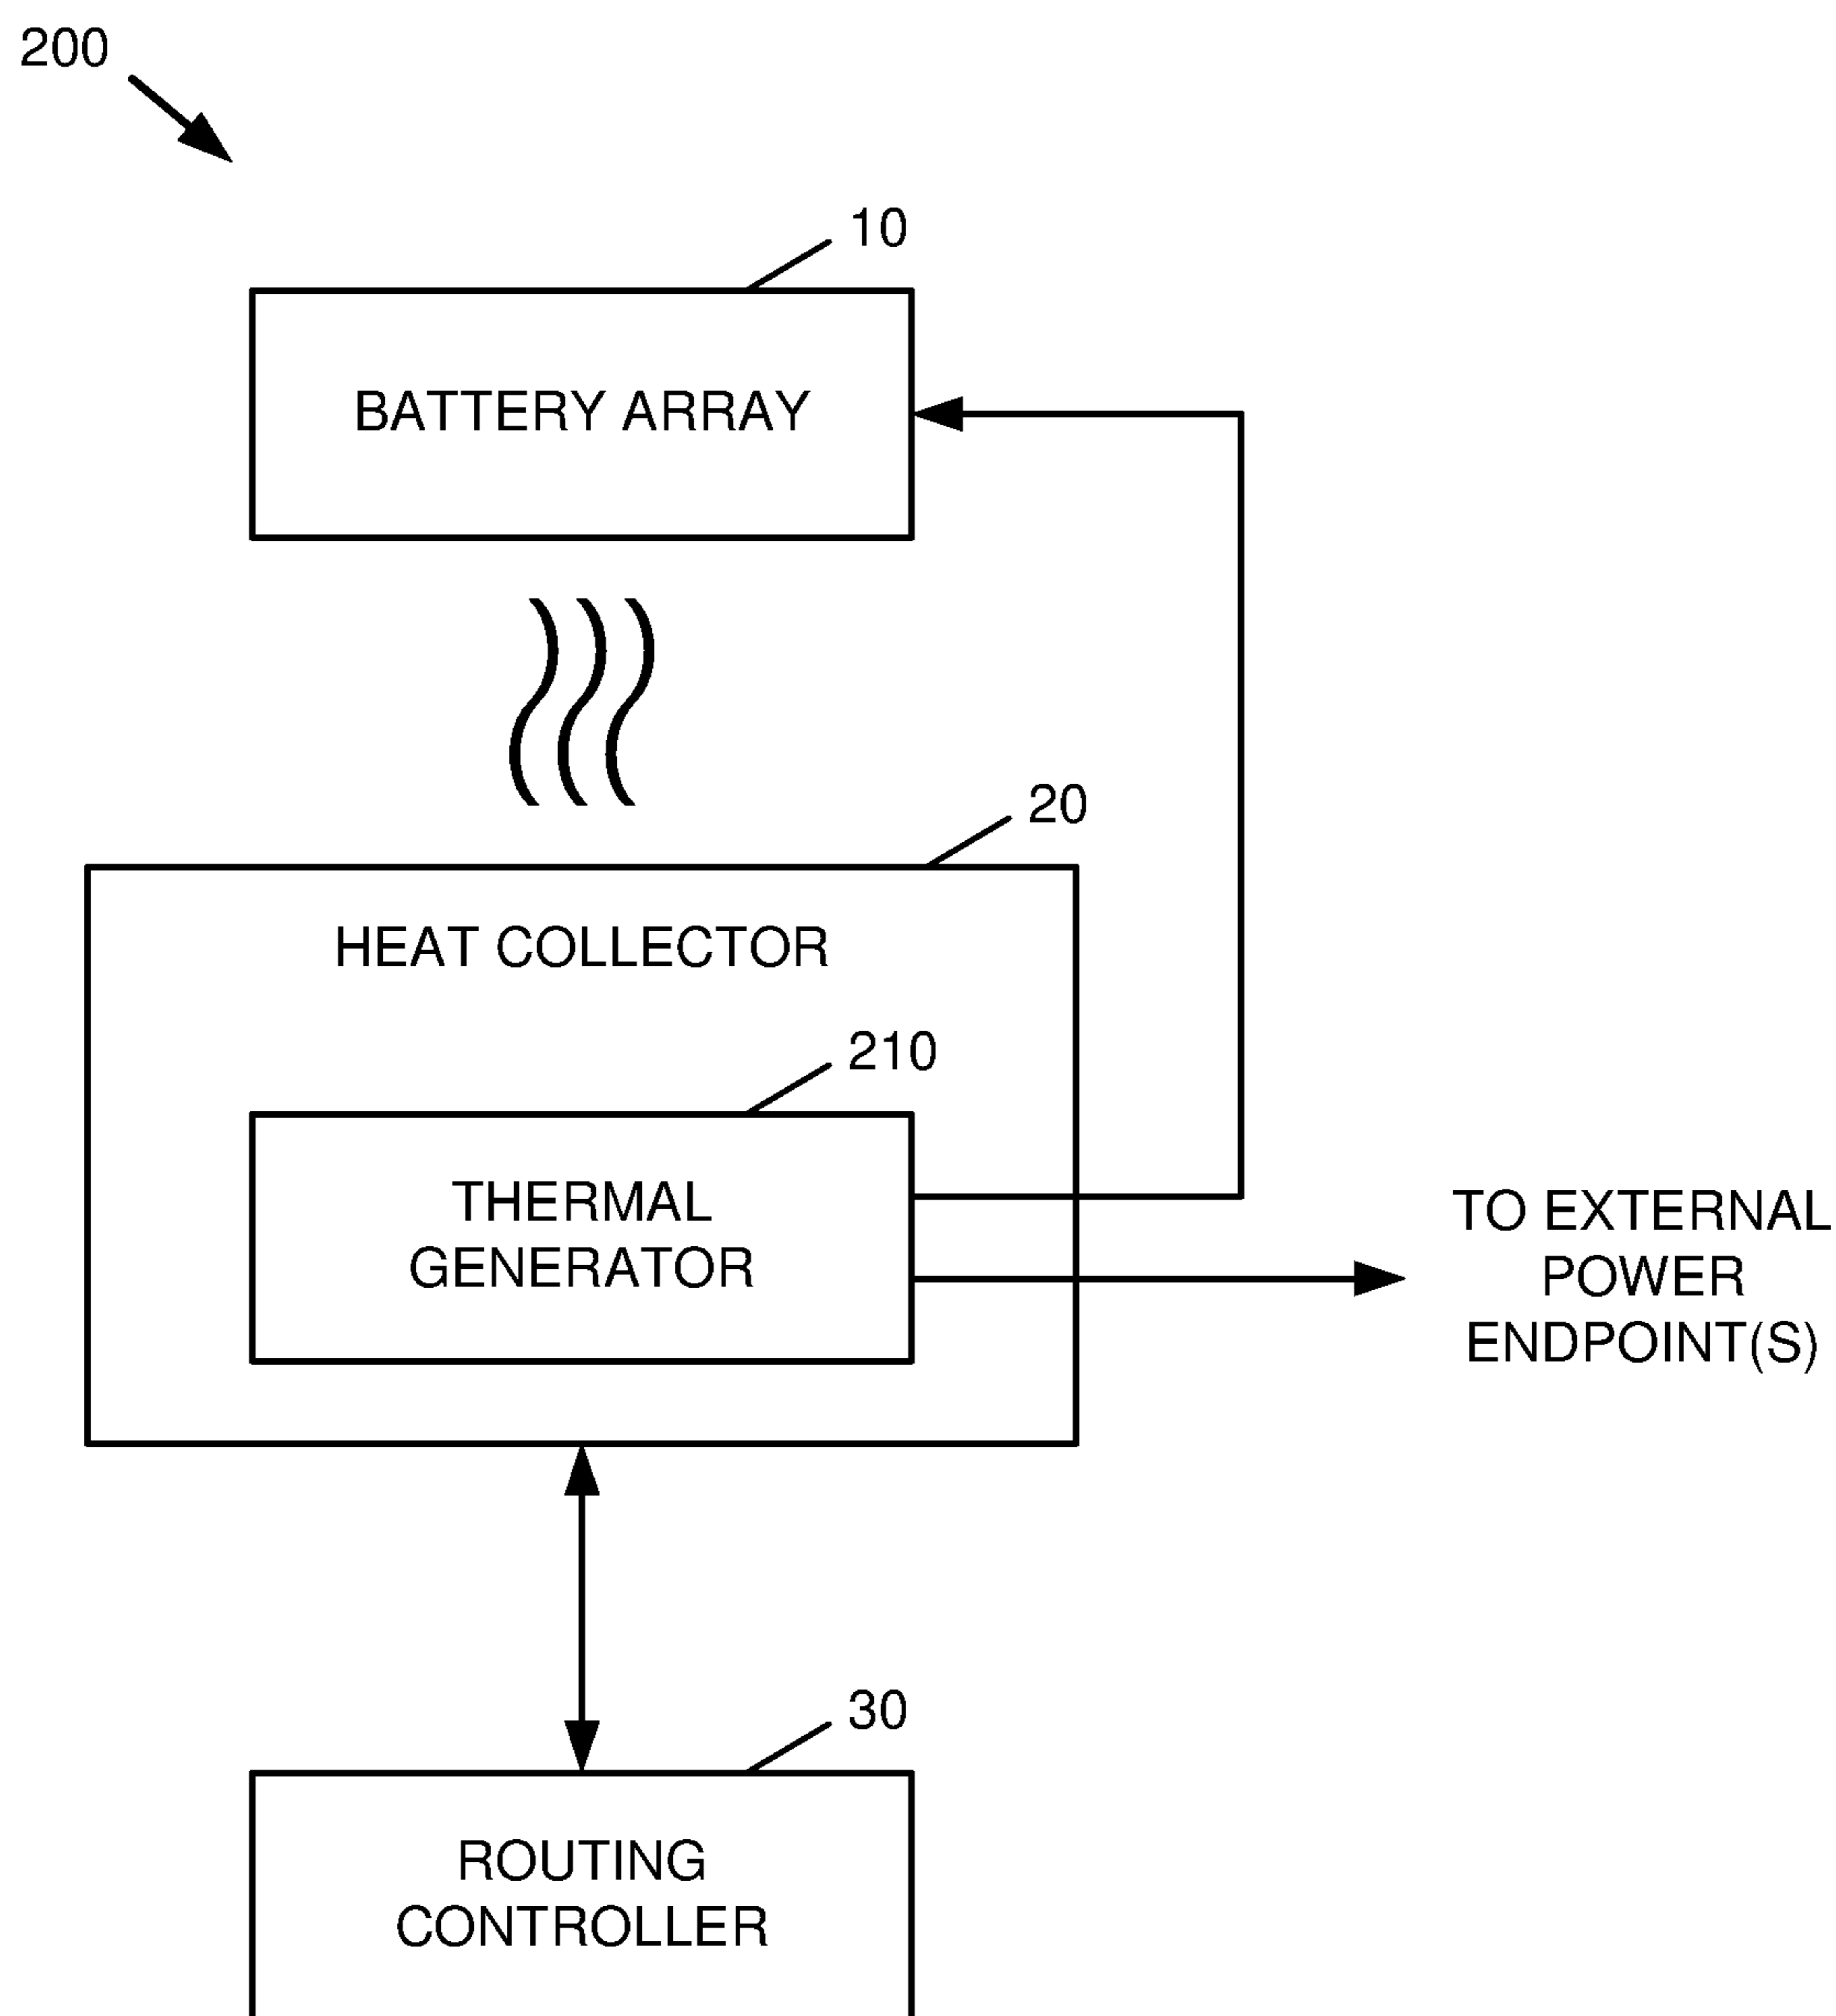 200
10
BATTERY ARRAY
20
HEAT COLLECTOR
210
THERMAL
GENERATOR
TO EXTERNAL
POWER
ENDPOINT(S)
30
ROUTING
CONTROLLER